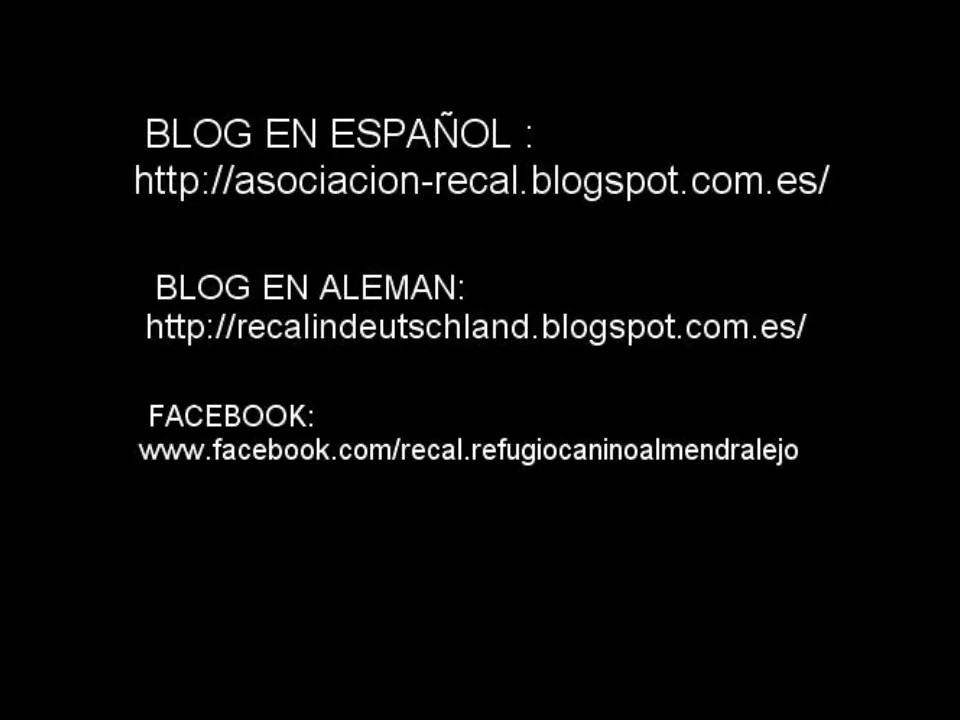 BLOG EN ESPAÑOL :
http://asociacion-recal.blogspot.com.es/
BLOG EN ALEMAN:
http://recalindeutschland.blogspot.com.es/
FACEBOOK:
www.facebook.com/recal.refugiocaninoalmendralejo